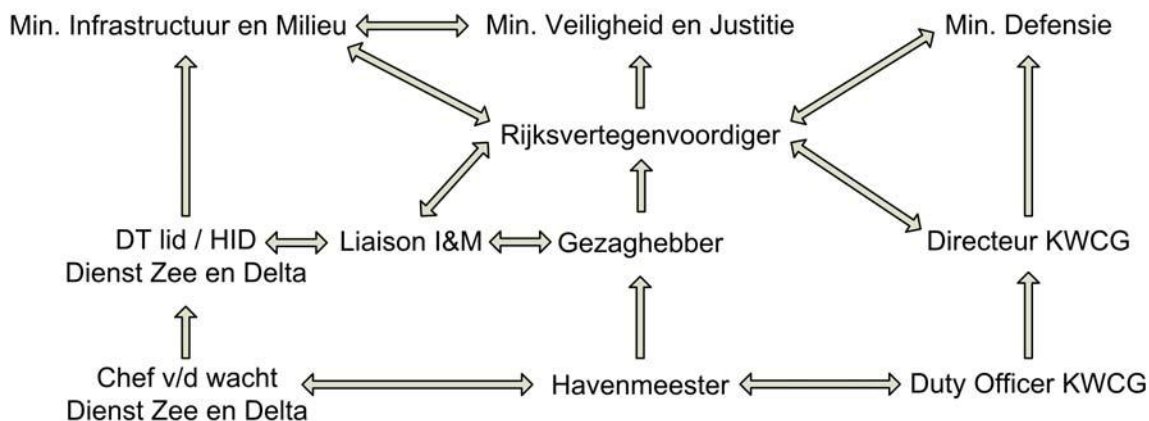 Min. Infrastructuur en Milieu
Min. Veiligheid en Justitie
Min. Defensie
Rijksvertegenvoordiger
DT lid / HID
Dienst Zee en Delta
Liaison I&M
Gezaghebber
Directeur KWCG
Chef v/d wacht
Dienst Zee en Delta
Havenmeester
Duty Officer KWCG